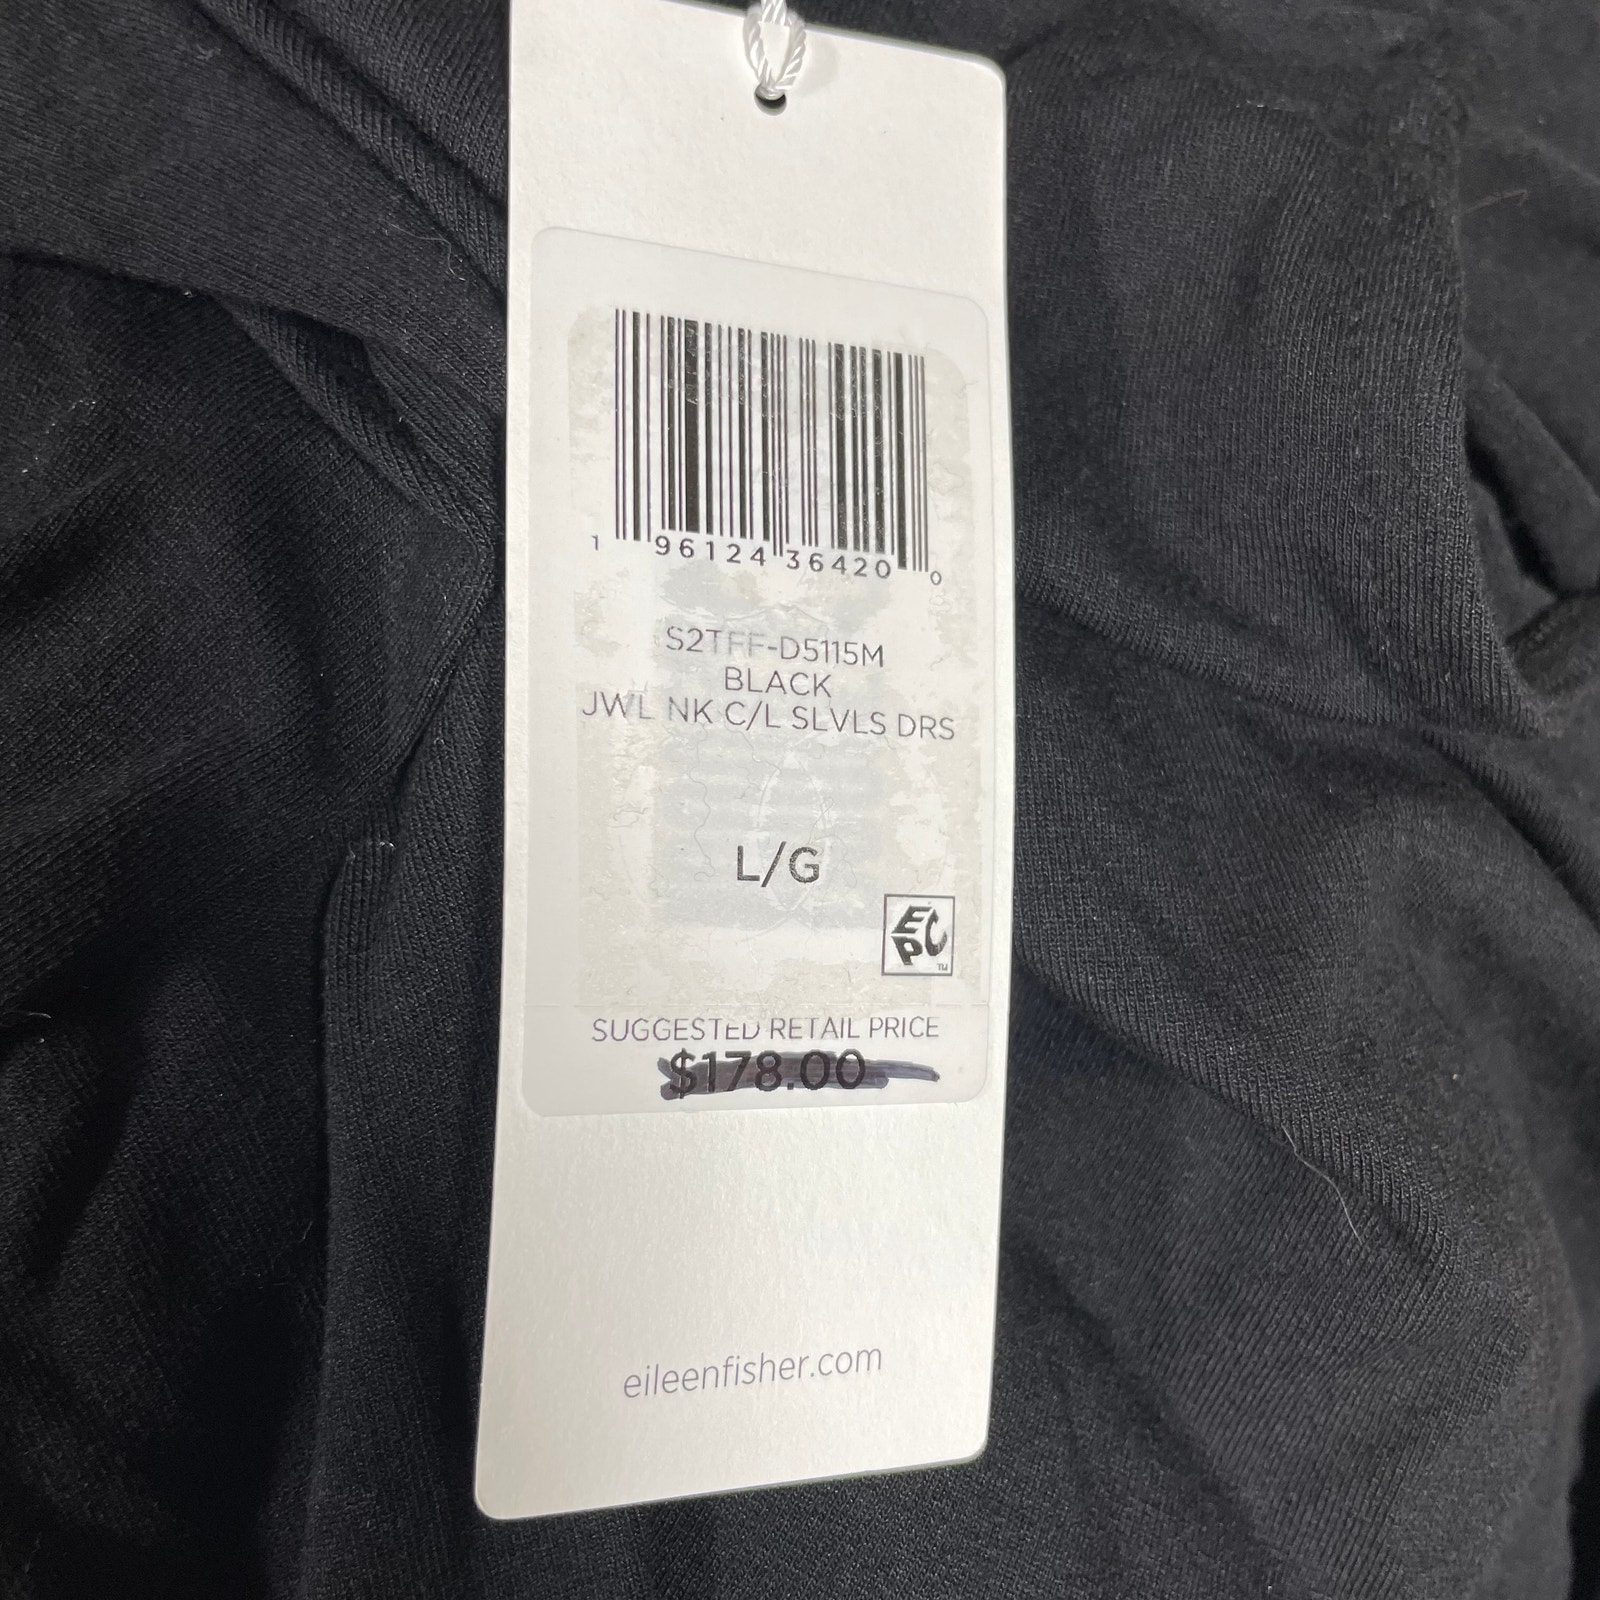 1 96124 36420 0
S2TFF-D5115M
BLACK
JWL NK C/L SLVLS DRS
L/G
EPC TM
SUGGESTED RETAIL PRICE
$178.00
eileenfisher.com